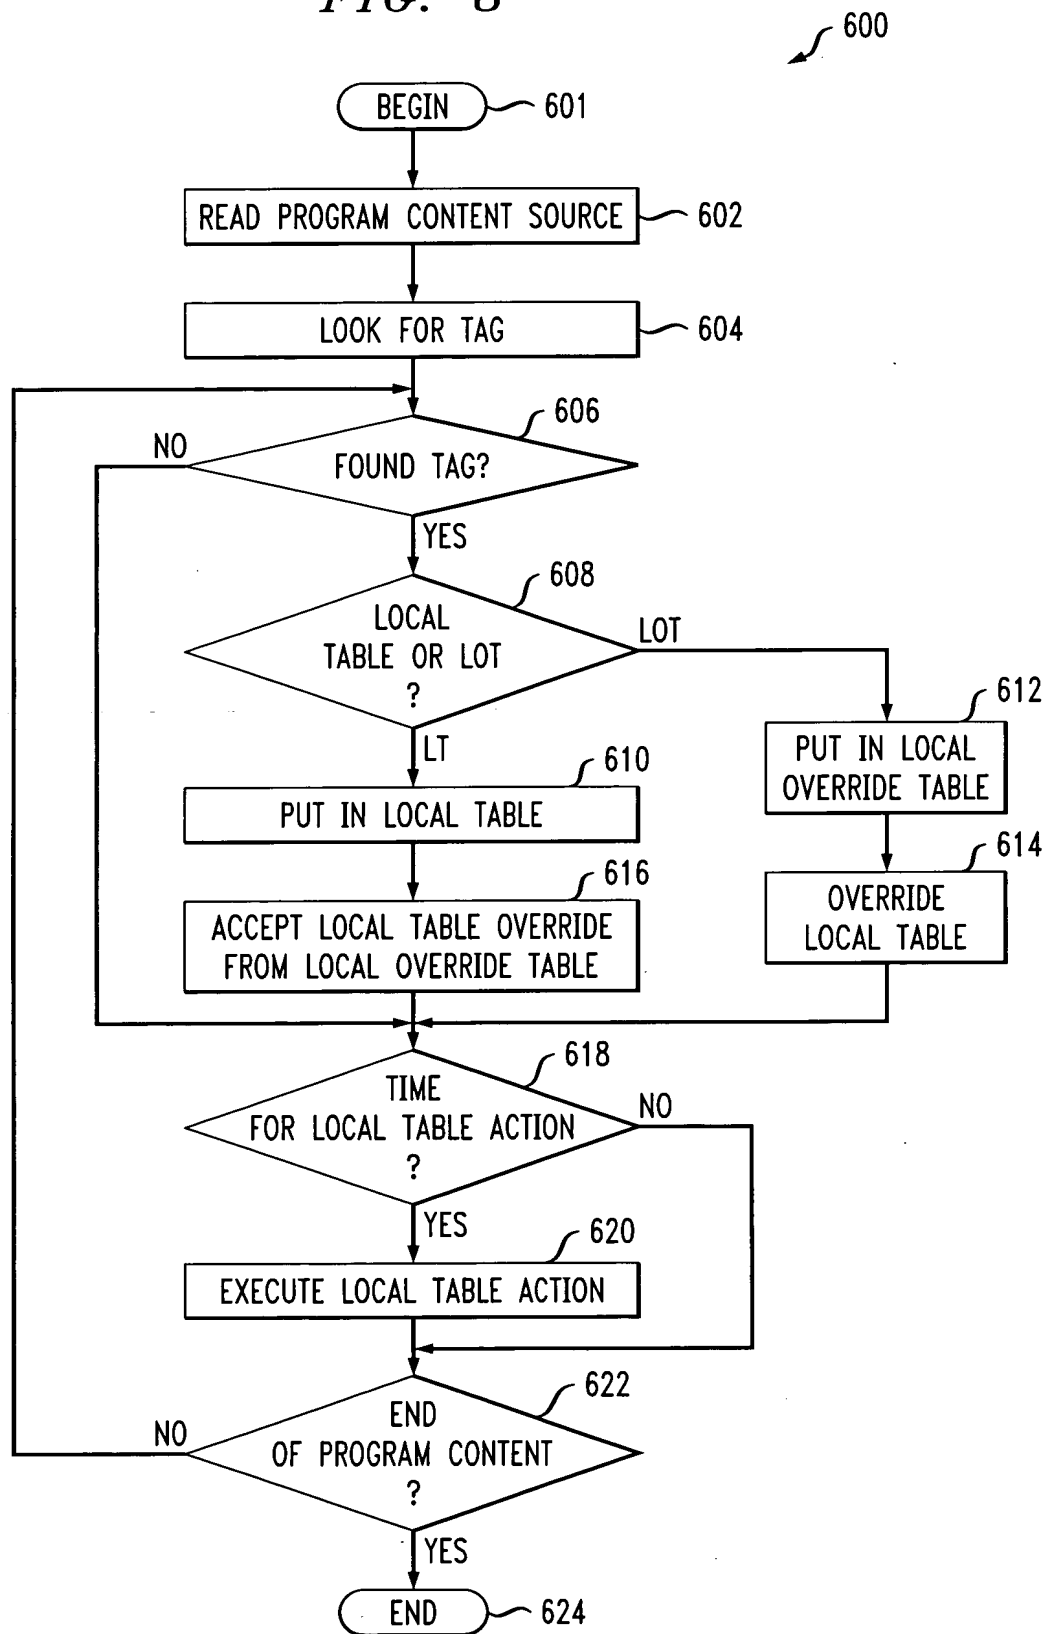 FIG. 6
600
BEGIN
601
READ PROGRAM CONTENT SOURCE
602
LOOK FOR TAG
604
606
NO
FOUND TAG?
YES
608
LOCAL
TABLE OR LOT
?
LOT
LT
612
PUT IN LOCAL
OVERRIDE TABLE
610
PUT IN LOCAL TABLE
614
OVERRIDE
LOCAL TABLE
616
ACCEPT LOCAL TABLE OVERRIDE
FROM LOCAL OVERRIDE TABLE
618
TIME
FOR LOCAL TABLE ACTION
?
NO
YES
620
EXECUTE LOCAL TABLE ACTION
622
NO
END
OF PROGRAM CONTENT
?
YES
END
624